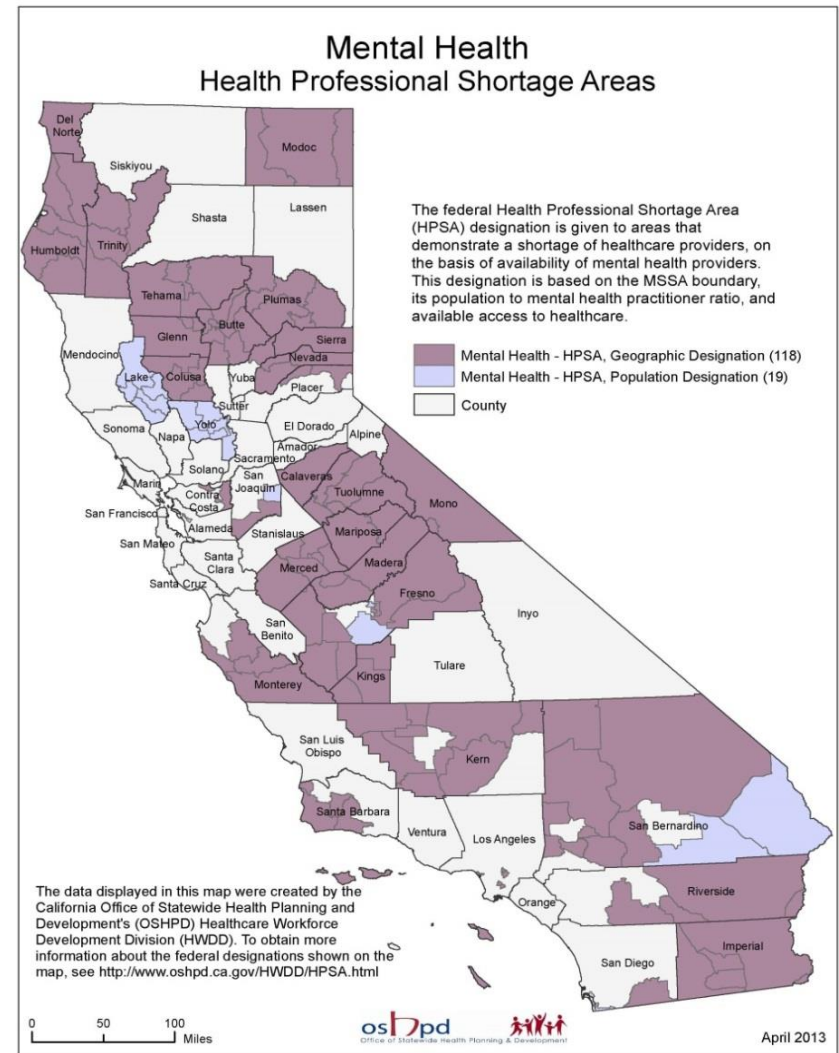 Mental Health
Health Professional Shortage Areas
Del
Norte
Siskiyou
Modoc
Shasta
Lassen
Humboldt
Trinity
The federal Health Professional Shortage Area
(HPSA) designation is given to areas that
demonstrate a shortage of healthcare providers, on
the basis of availability of mental health providers.
This designation is based on the MSSA boundary,
its population to mental health practitioner ratio, and
available access to healthcare.
Mental Health - HPSA, Geographic Designation (118)
Mental Health - HPSA, Population Designation (19)
County
Tehama
Plumas
Glenn
Butte
Sierra
Mendocino
Nevada
Lake
Colusa
Yuba
Placer
Sutter
Sonoma
Napa
Yolo
El Dorado
Alpine
Sacramento
Amador
Solano
Marin
San
Joaquin
Calaveras
Contra
Costa
Tuolumne
Mono
San Francisco
Alameda
Stanislaus
Mariposa
San Mateo
Santa
Clara
Merced
Madera
Santa Cruz
Fresno
San
Benito
Inyo
Tulare
Monterey
Kings
San Luis
Obispo
Kern
Santa Barbara
Ventura
Los Angeles
San Bernardino
Orange
Riverside
San Diego
Imperial
The data displayed in this map were created by the
California Office of Statewide Health Planning and
Development's (OSHPD) Healthcare Workforce
Development Division (HWDD). To obtain more
information about the federal designations shown on the
map, see http://www.oshpd.ca.gov/HWDD/HPSA.html
0 50 100
Miles
oshpd
Office of Statewide Health Planning & Development
April 2013